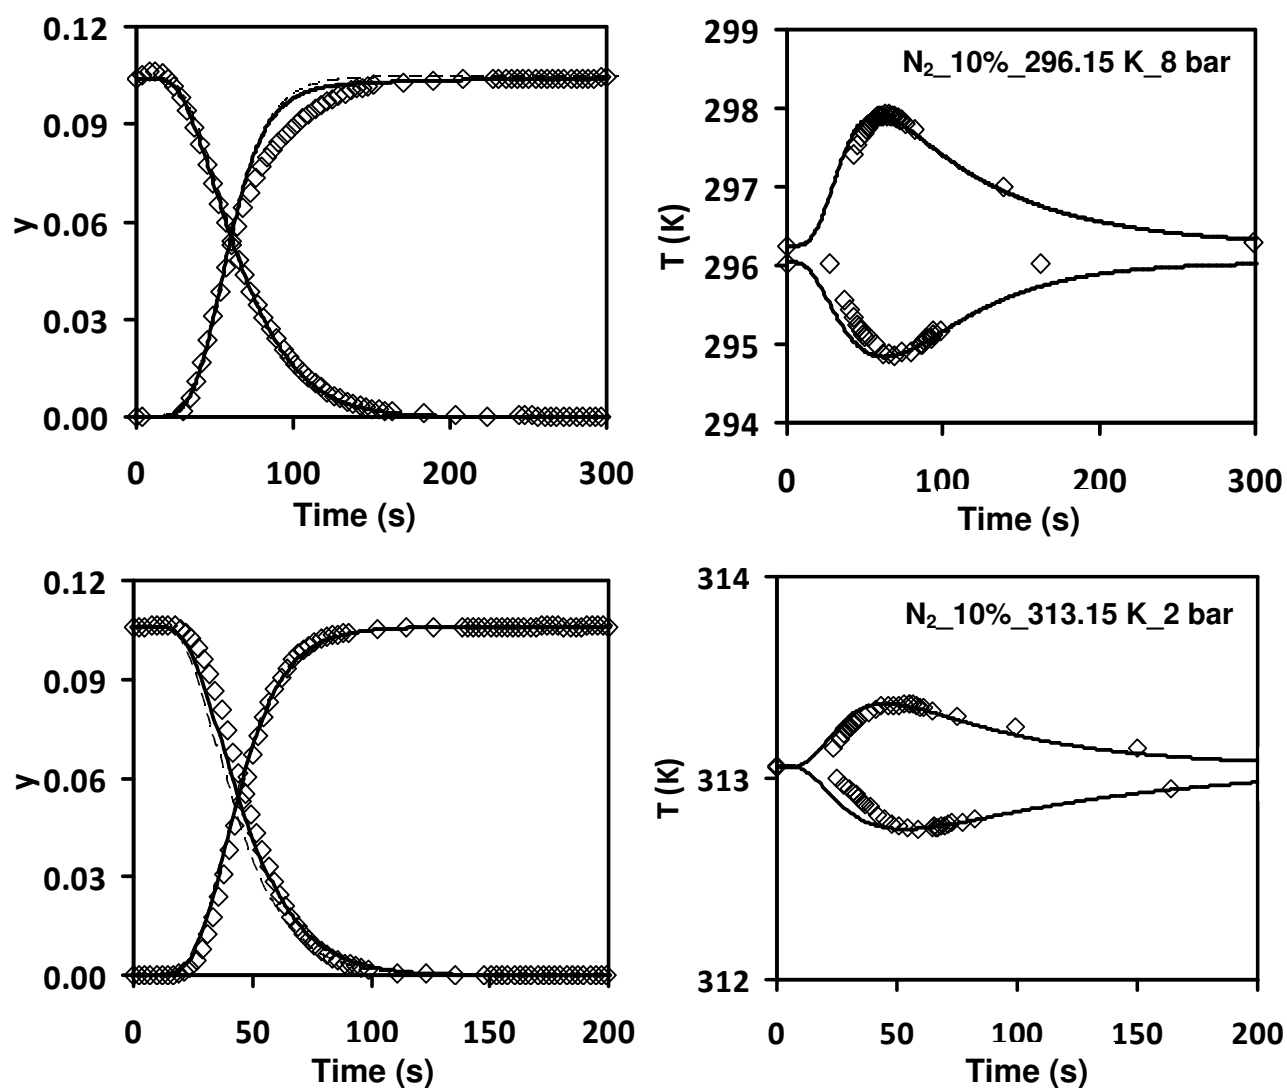 0.12
0.09
0.06
0.03
0.00
y
0 100 200 300
Time (s)
299
298
297
296
295
294
T (K)
N₂_10%_296.15 K_8 bar
0 100 200 300
Time (s)
0.12
0.09
0.06
0.03
0.00
y
0 50 100 150 200
Time (s)
314
313
312
T (K)
N₂_10%_313.15 K_2 bar
0 50 100 150 200
Time (s)